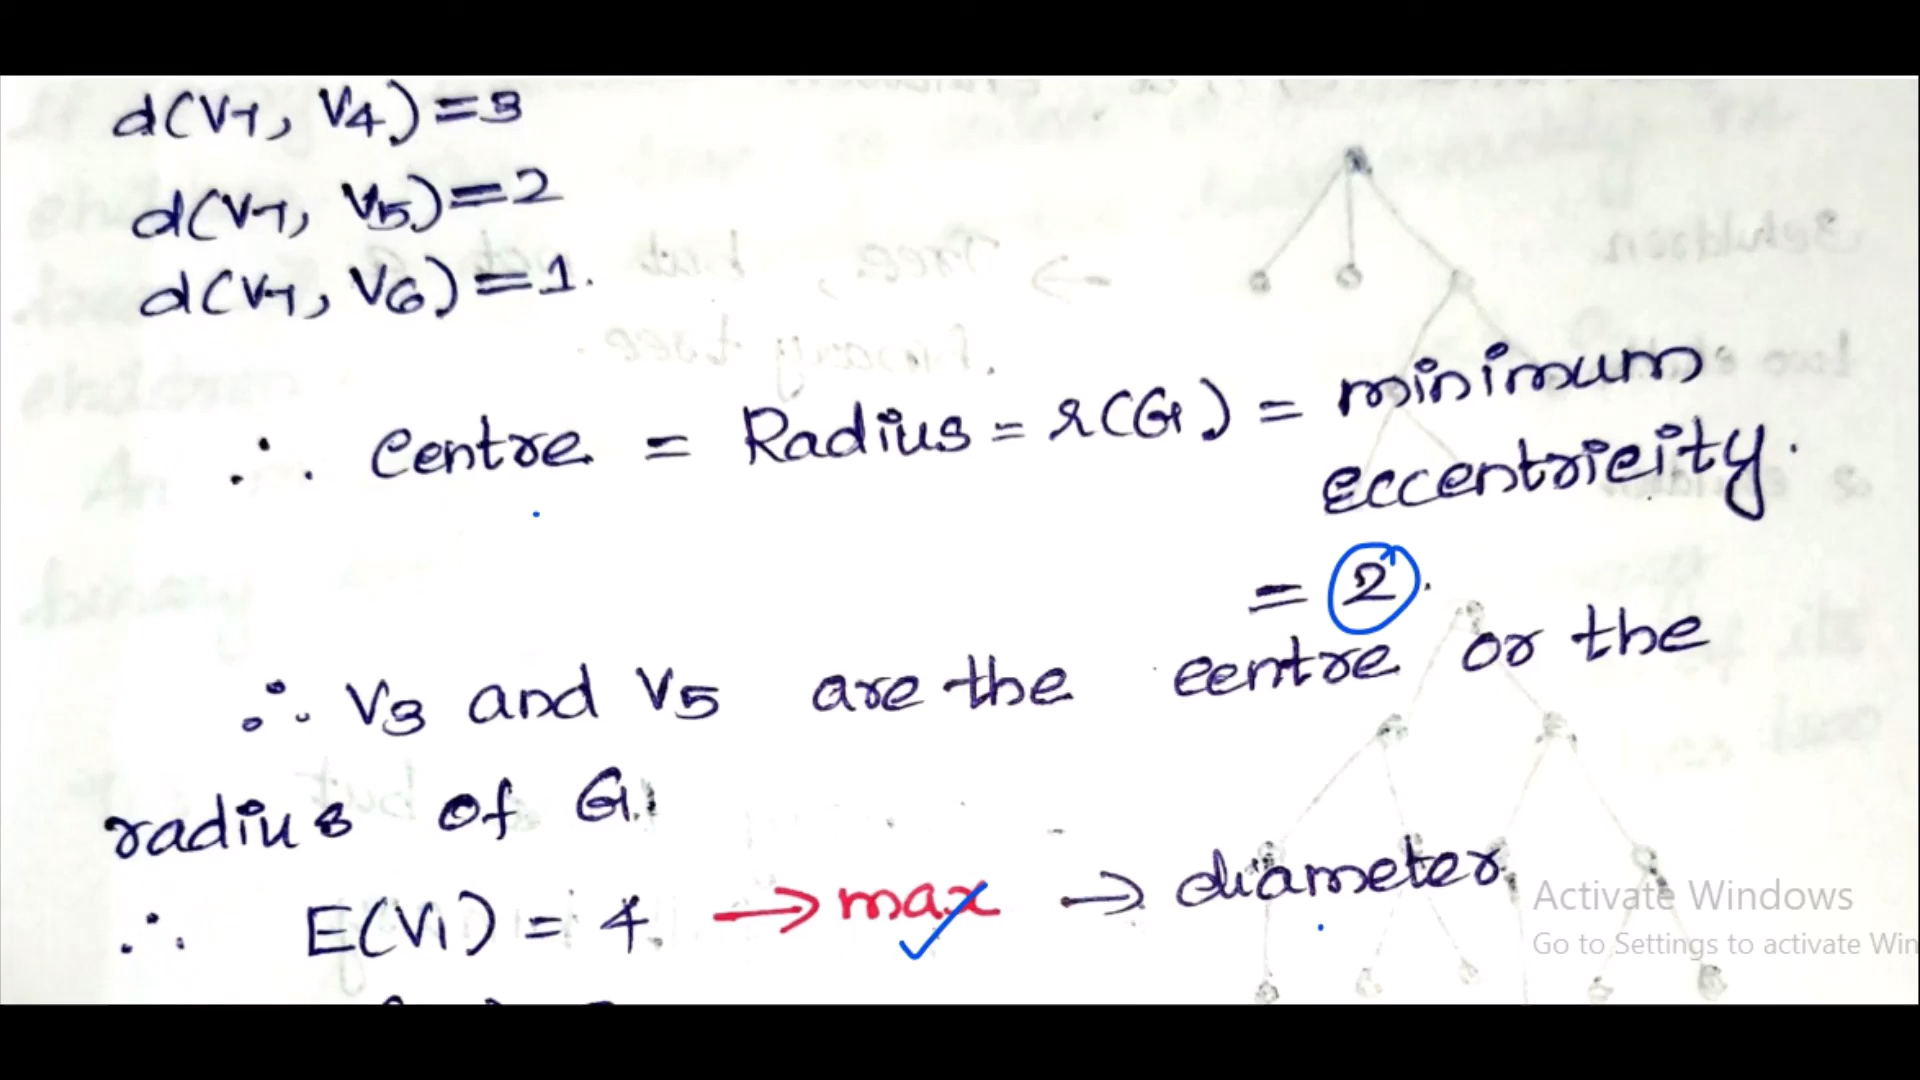 d(V7, V4) = 3
d(V7, V5) = 2
d(V7, V6) = 1.
∴ Centre = Radius = r(G) = minimum
eccentricity.
= 2.
∴ V3 and V5 are the centre or the
radius of G.
∴ E(V1) = 4. → max → diameter
Activate Windows
Go to Settings to activate Win